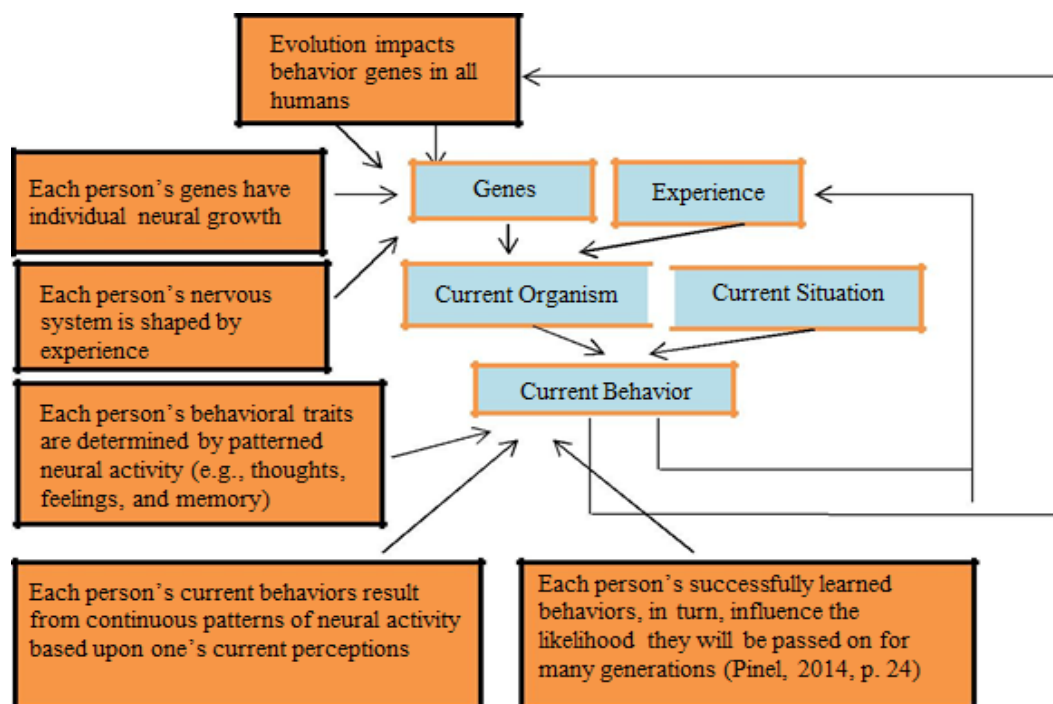 Evolution impacts
behavior genes in all
humans
Each person’s genes have
individual neural growth
Genes
Experience
Each person’s nervous
system is shaped by
experience
Current Organism
Current Situation
Current Behavior
Each person’s behavioral traits
are determined by patterned
neural activity (e.g., thoughts,
feelings, and memory)
Each person’s current behaviors result
from continuous patterns of neural activity
based upon one’s current perceptions
Each person’s successfully learned
behaviors, in turn, influence the
likelihood they will be passed on for
many generations (Pinel, 2014, p. 24)